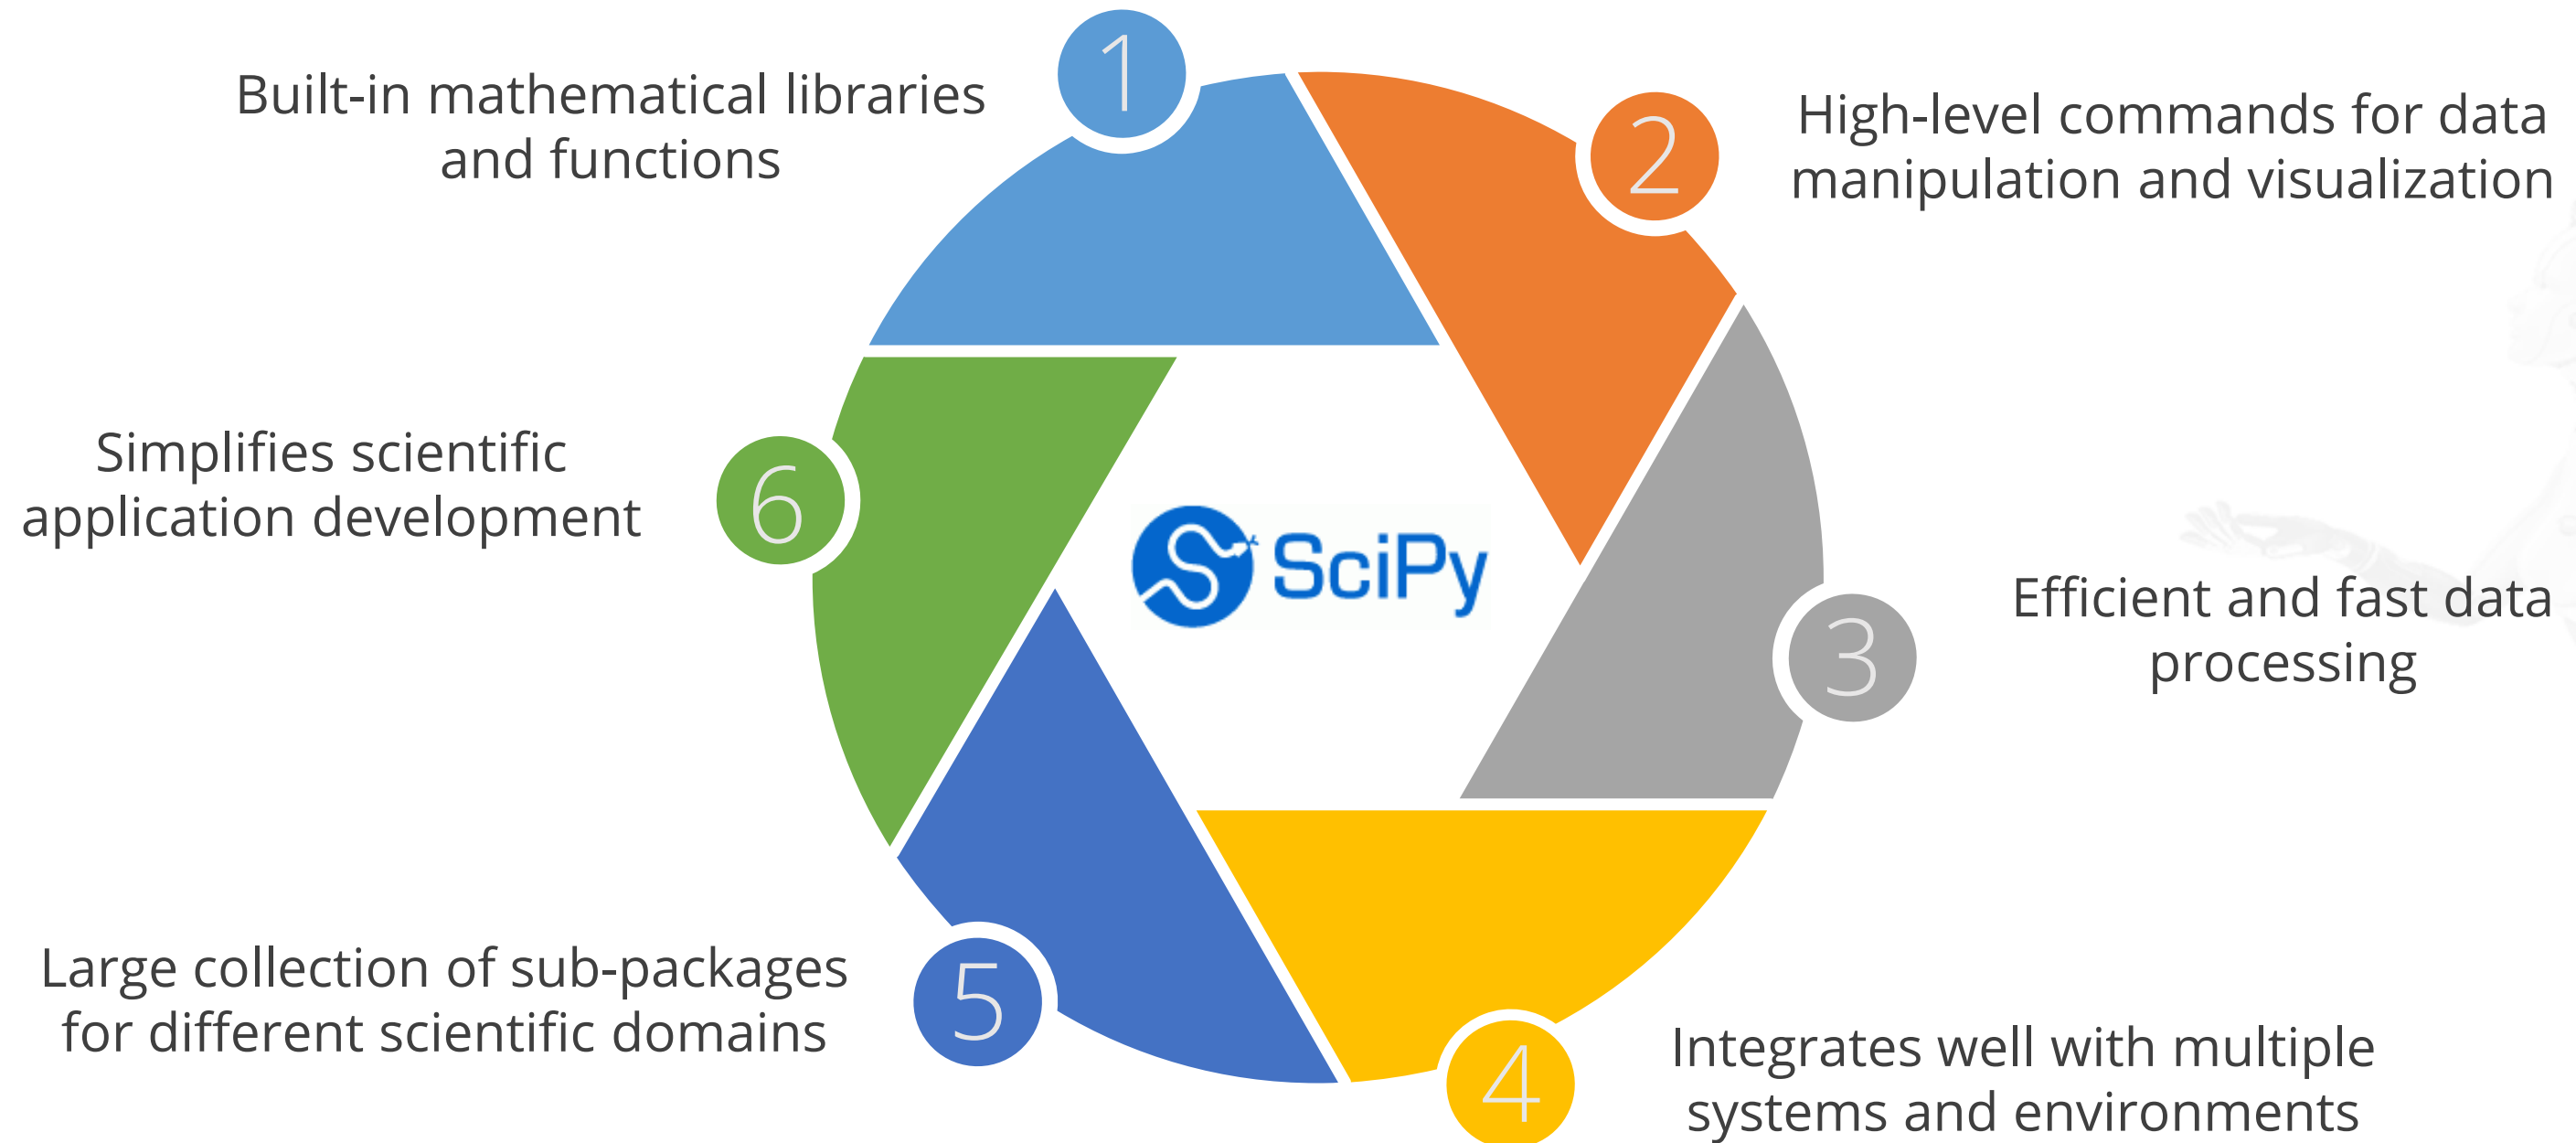 1
Built-in mathematical libraries
and functions
2
High-level commands for data
manipulation and visualization
3
Efficient and fast data
processing
4
Integrates well with multiple
systems and environments
5
Large collection of sub-packages
for different scientific domains
6
Simplifies scientific
application development
SciPy